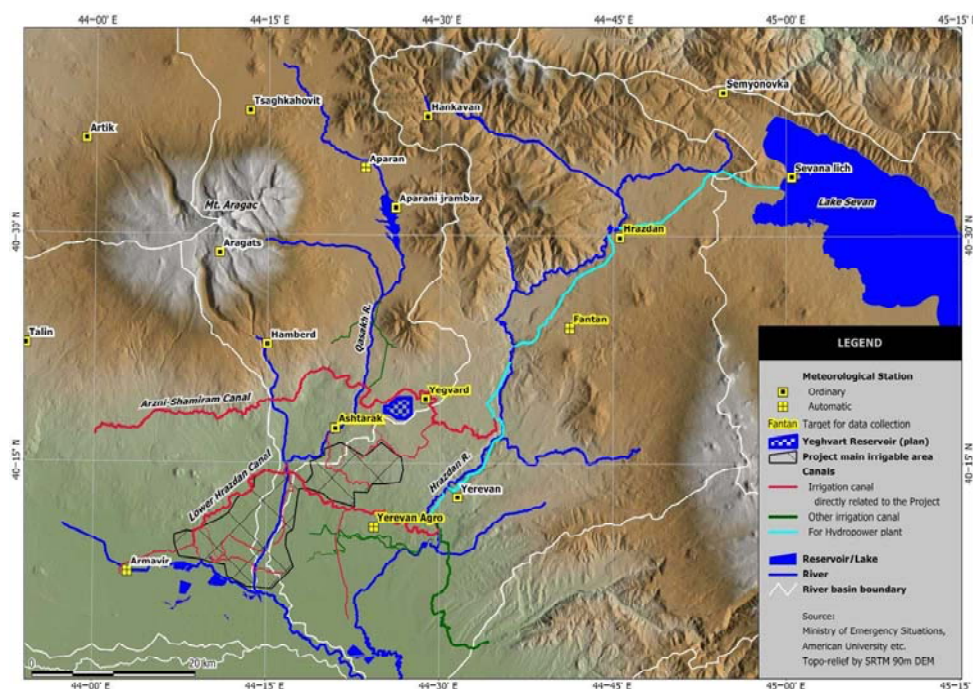 44°00' E 44°15' E 44°30' E 44°45' E 45°00' E 45°15' E
Semyonovka
Tsaghkahovit
Hankavan
Artik
Aparan
Sevana lich
Aparani jrambar
Mt. Aragac
Lake Sevan
40°33' N
40°30' N
Hrazdan
Aragats
Fantan
Qasakh R.
Talin
Hamberd
Yegvard
Arzni-Shamiram Canal
Ashtarak
40°15' N
40°15' N
Lower Hrazdan Canal
Hrazdan R.
Yerevan
Yerevan Agro
Armavir
0 20 km
44°00' E 44°15' E 44°30' E 44°45' E 45°00' E 45°15'
LEGEND
Meteorological Station
Ordinary
Automatic
Fantan Target for data collection
Yeghvart Reservoir (plan)
Project main irrigable area
Canals
Irrigation canal
directly related to the Project
Other irrigation canal
For Hydropower plant
Reservoir/Lake
River
River basin boundary
Source:
Ministry of Emergency Situations,
American University etc.
Topo-relief by SRTM 90m DEM